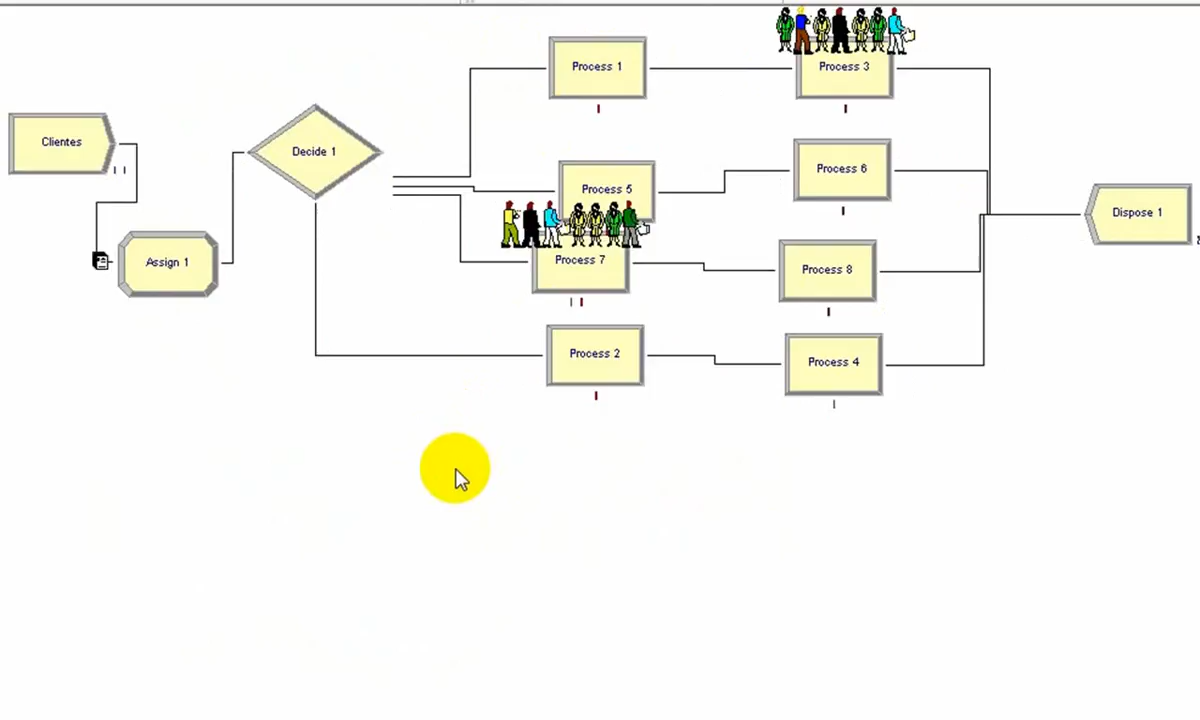 Clientes
Assign 1
Decide 1
Process 1
Process 3
Process 5
Process 6
Process 7
Process 8
Process 2
Process 4
Dispose 1